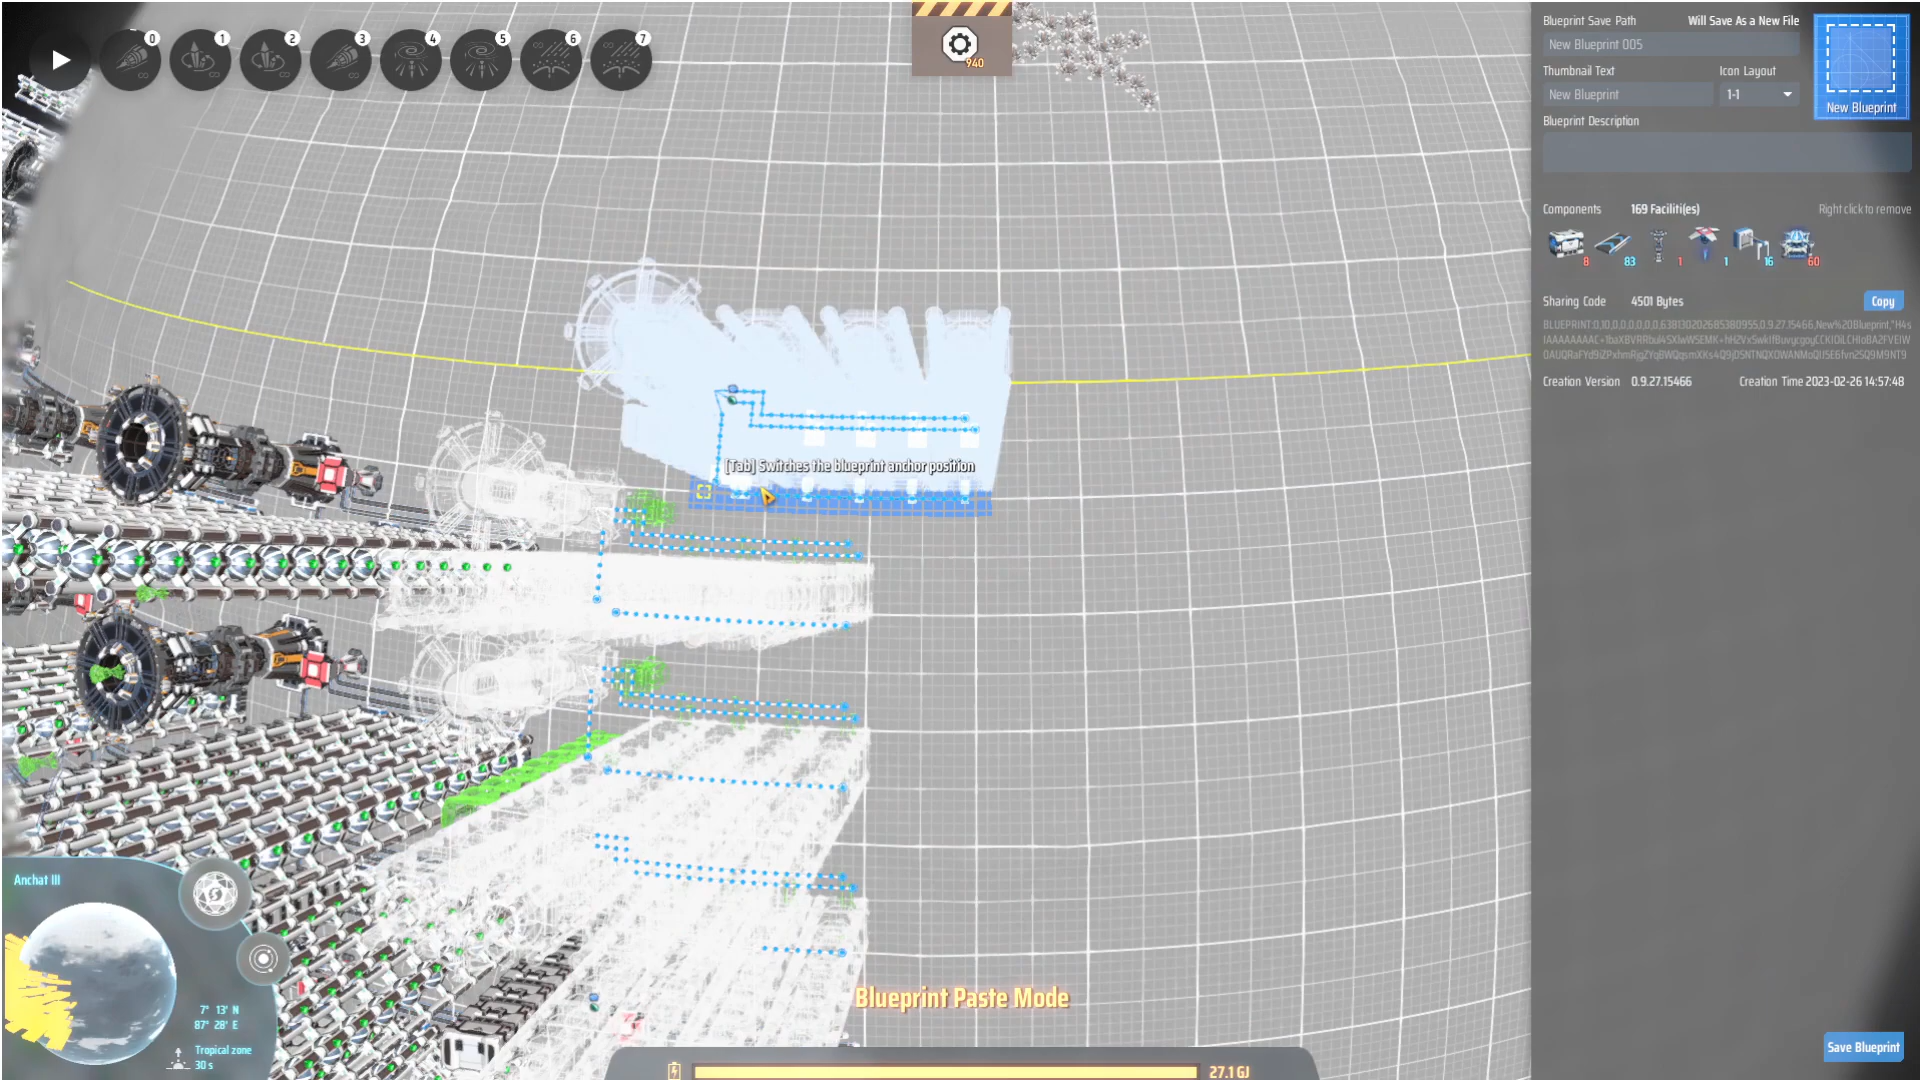 0
1
2
3
4
5
6
7
940
Blueprint Save Path
Will Save As a New File
New Blueprint 005
Thumbnail Text
Icon Layout
New Blueprint
1-1
New Blueprint
Blueprint Description
Components
169 Faciliti(es)
Right click to remove
8
83
1
1
16
60
Sharing Code
4501 Bytes
Copy
Creation Version
0.9.27.15466
Creation Time 2023-02-26 14:57:48
[Tab] Switches the blueprint anchor position
Anchat III
7° 13' N
87° 28' E
Tropical zone
30 s
Blueprint Paste Mode
27.1 GJ
Save Blueprint